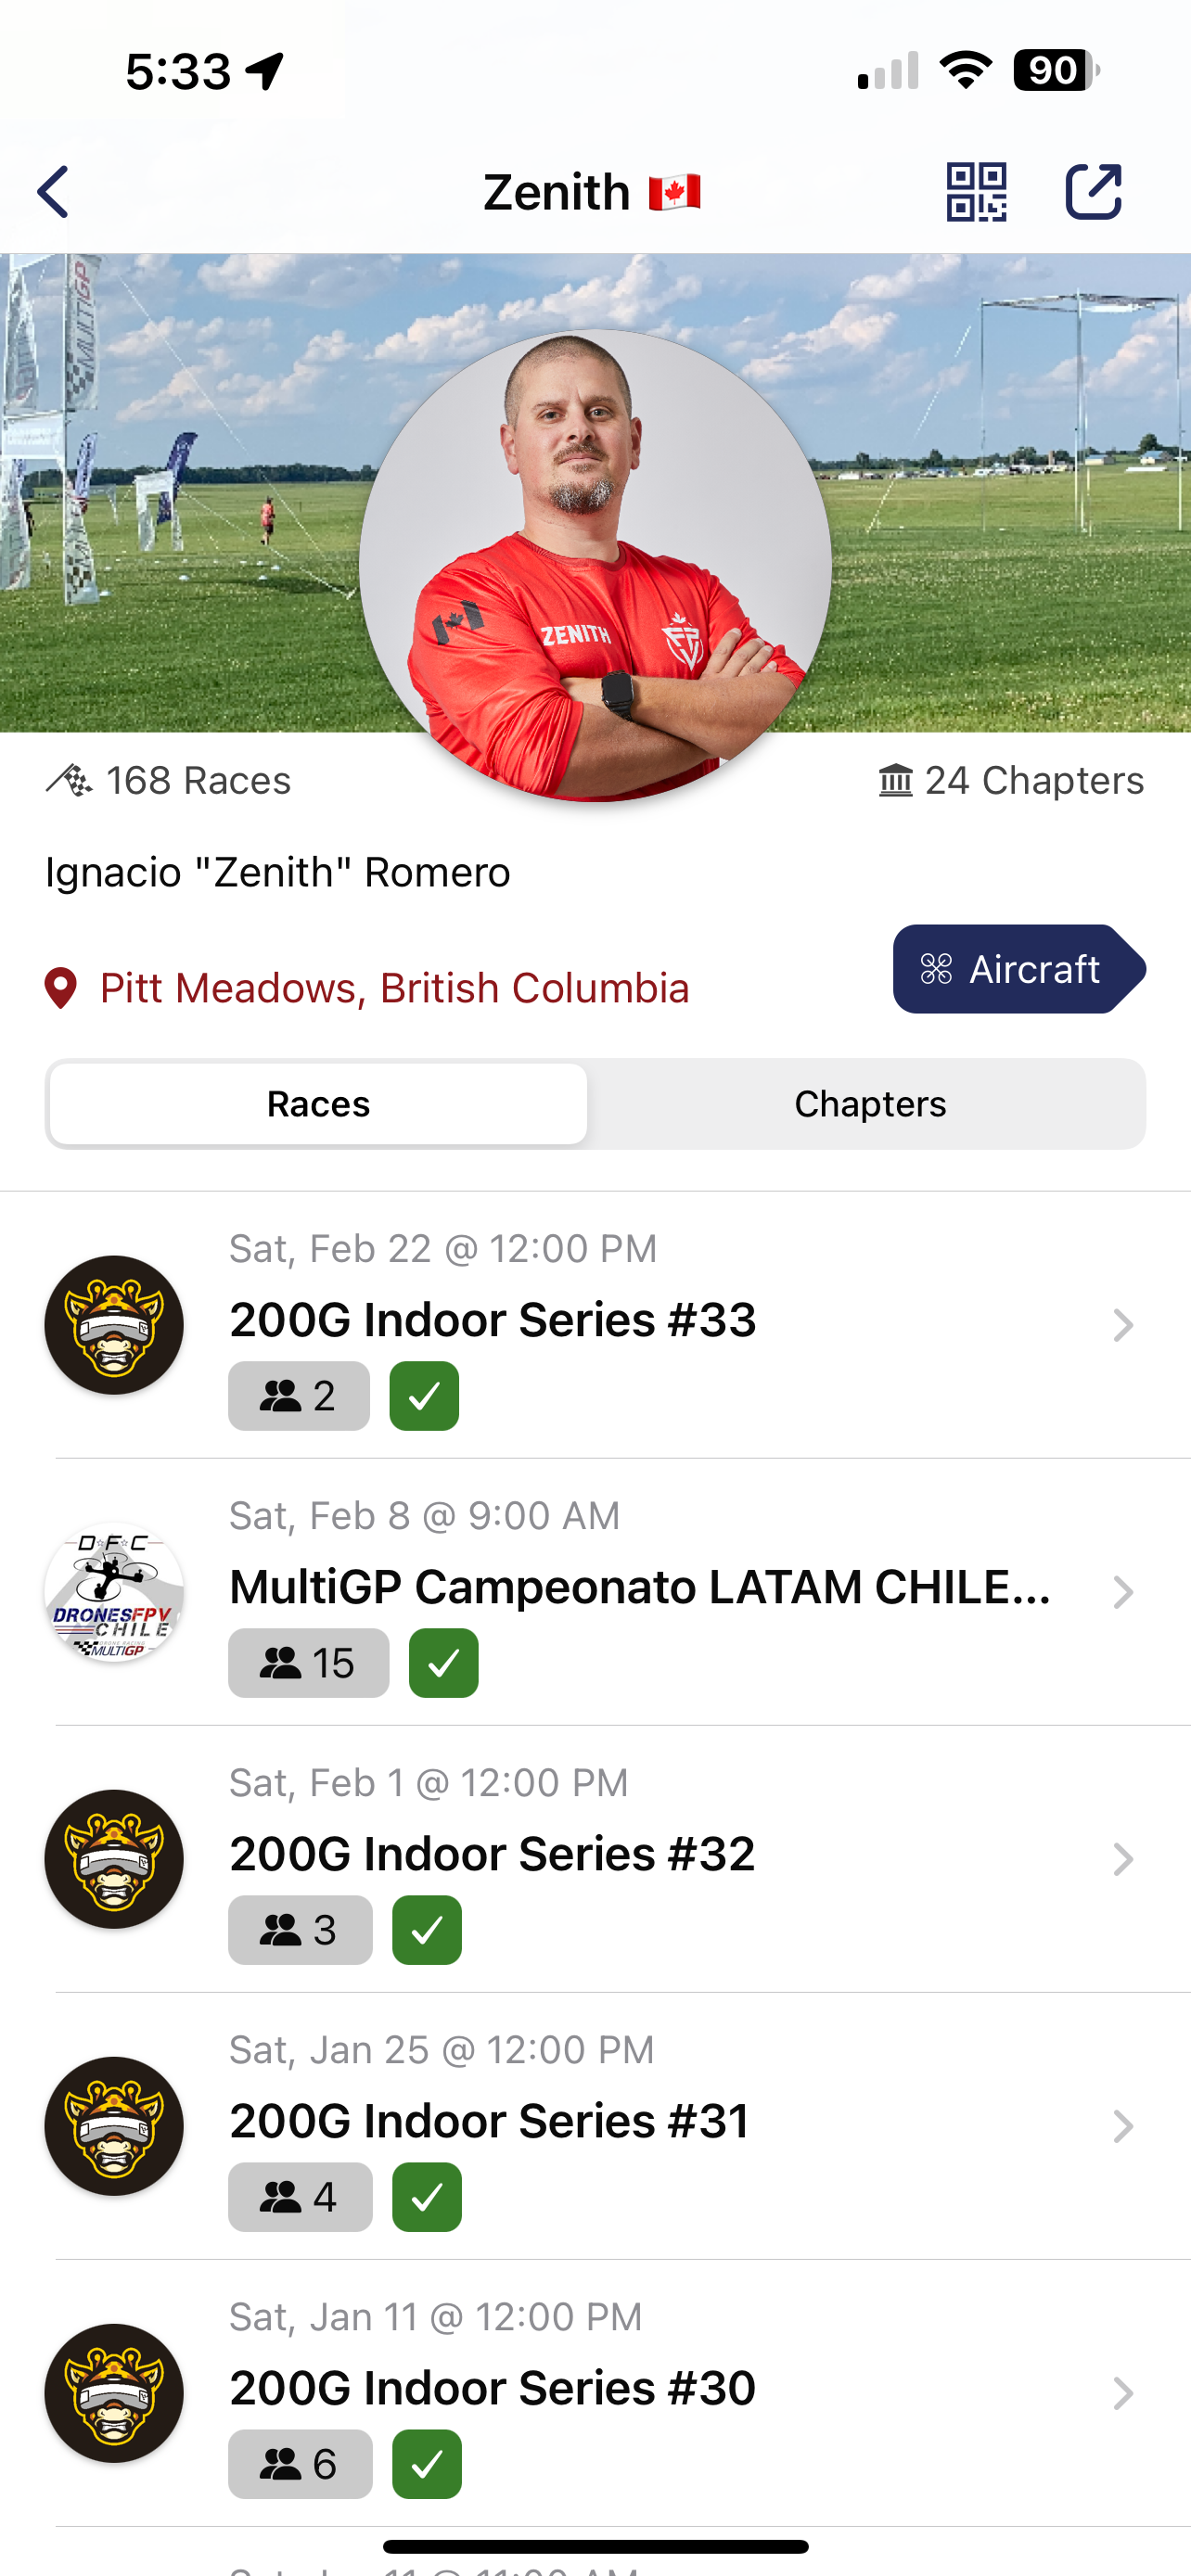 5:33
90
Zenith 🇨🇦
MULTIGP
ZENITH
168 Races
24 Chapters
Ignacio "Zenith" Romero
Pitt Meadows, British Columbia
Aircraft
Races
Chapters
Sat, Feb 22 @ 12:00 PM
200G Indoor Series #33
2
Sat, Feb 8 @ 9:00 AM
D F C
DRONESFPV
CHILE
MULTIGP
MultiGP Campeonato LATAM CHILE...
15
Sat, Feb 1 @ 12:00 PM
200G Indoor Series #32
3
Sat, Jan 25 @ 12:00 PM
200G Indoor Series #31
4
Sat, Jan 11 @ 12:00 PM
200G Indoor Series #30
6